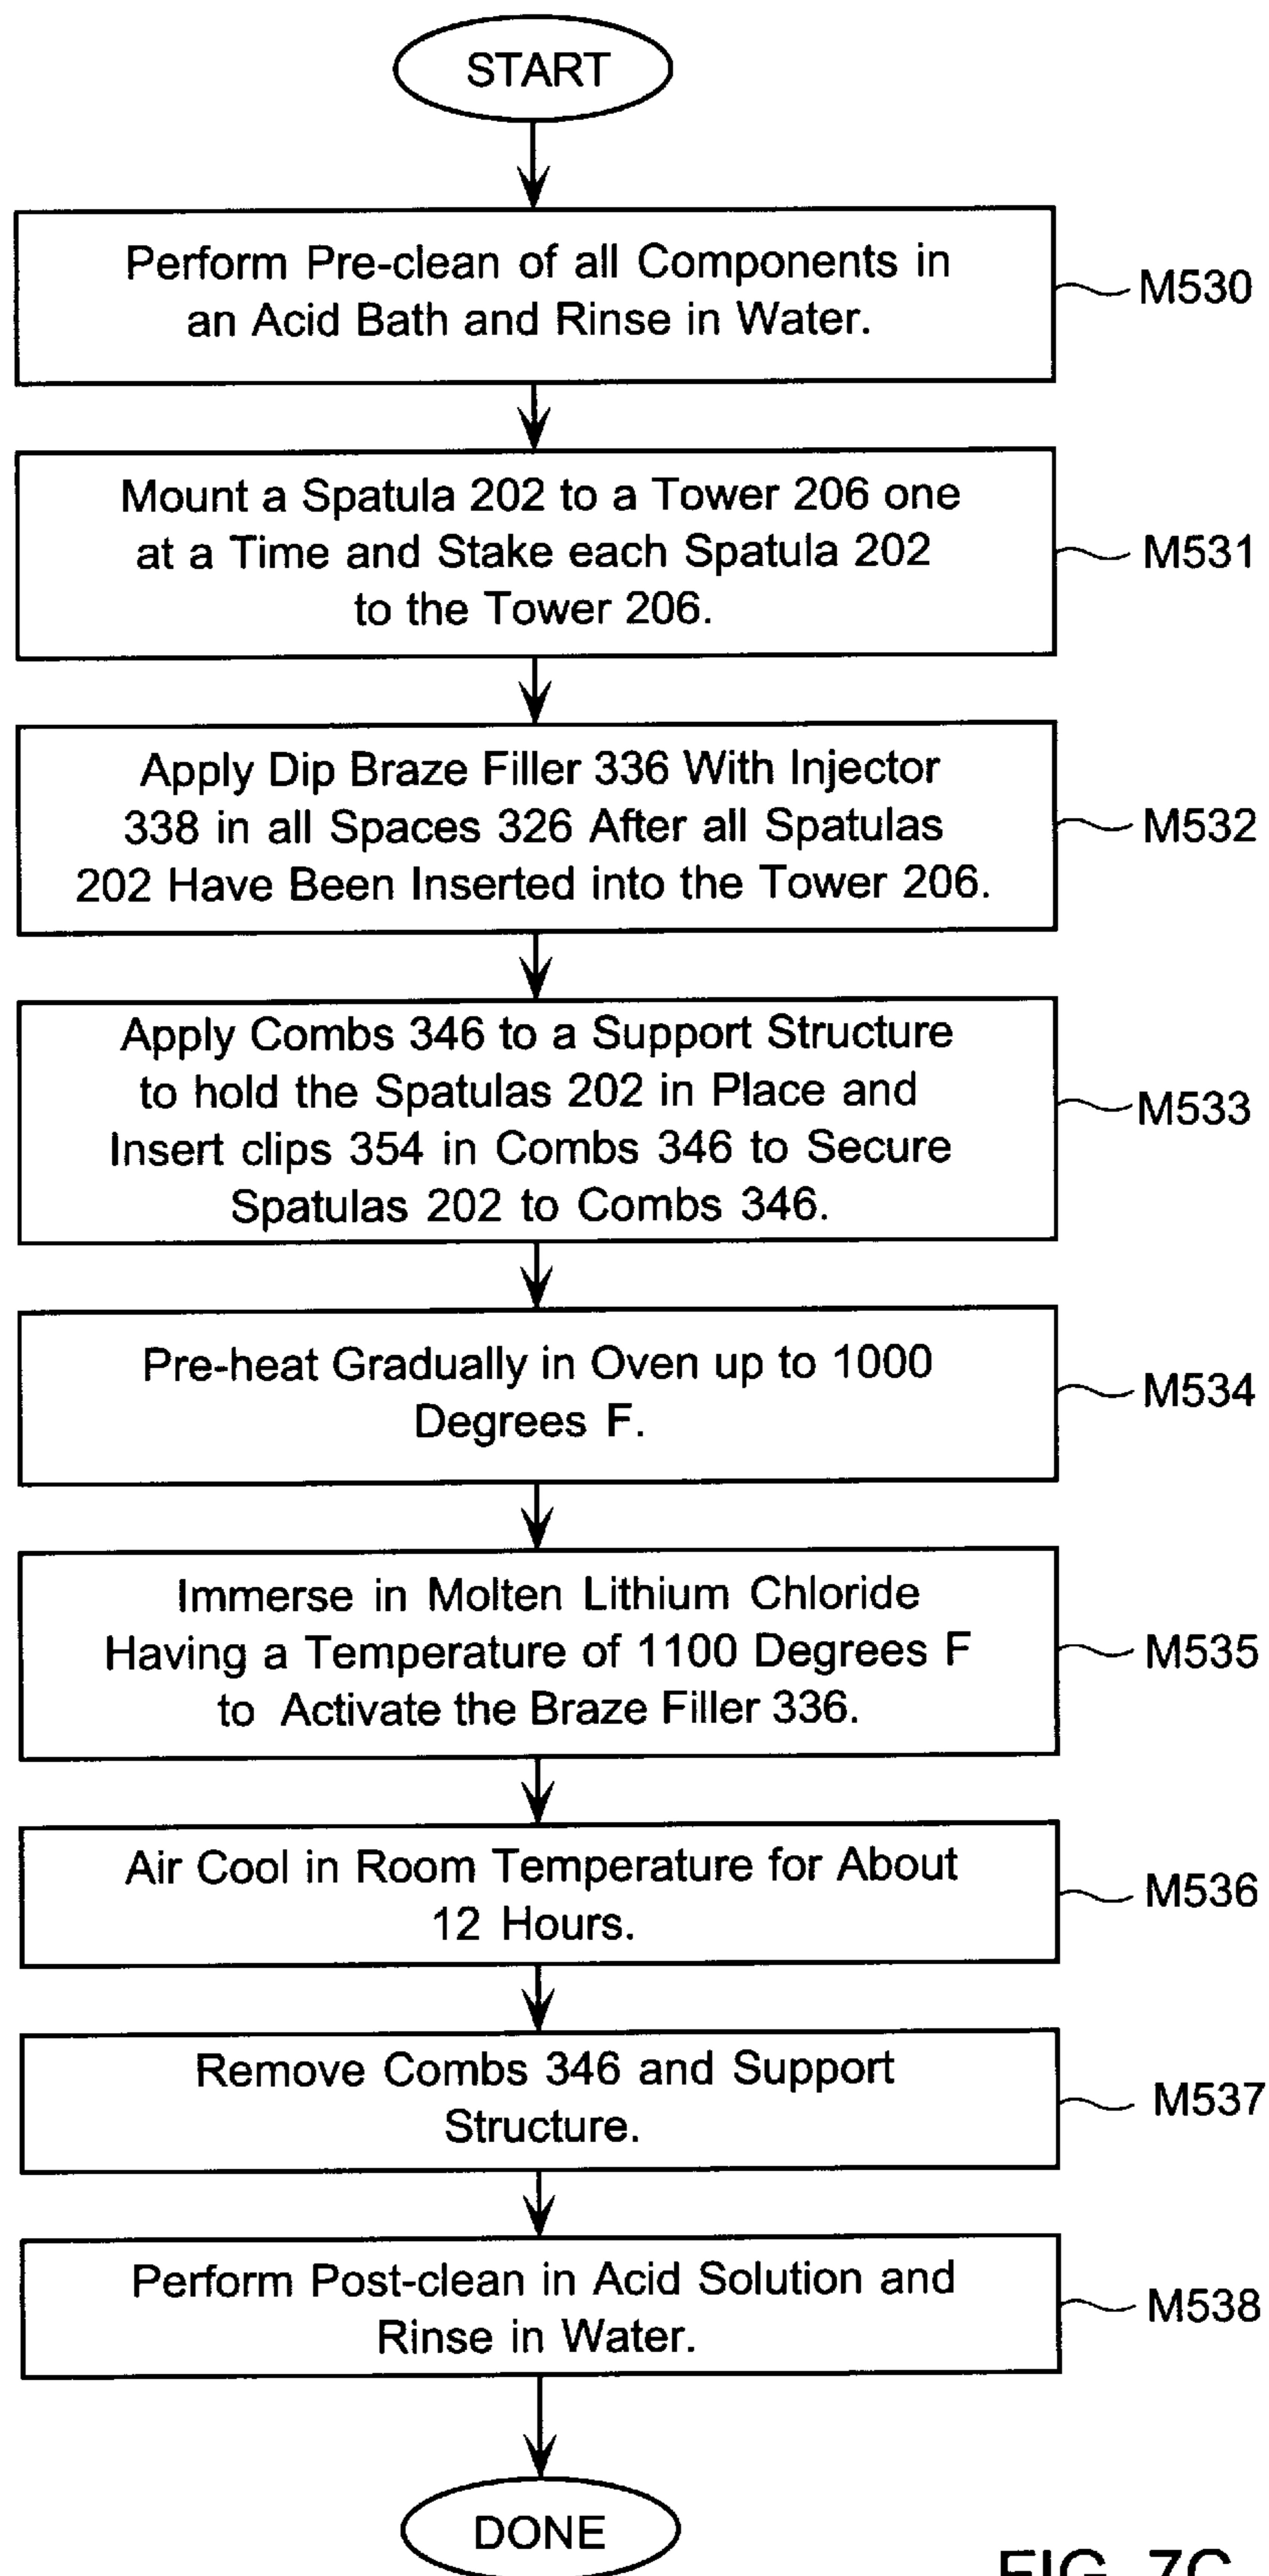 START
Perform Pre-clean of all Components in
an Acid Bath and Rinse in Water.
M530
Mount a Spatula 202 to a Tower 206 one
at a Time and Stake each Spatula 202
to the Tower 206.
M531
Apply Dip Braze Filler 336 With Injector
338 in all Spaces 326 After all Spatulas
202 Have Been Inserted into the Tower 206.
M532
Apply Combs 346 to a Support Structure
to hold the Spatulas 202 in Place and
Insert clips 354 in Combs 346 to Secure
Spatulas 202 to Combs 346.
M533
Pre-heat Gradually in Oven up to 1000
Degrees F.
M534
Immerse in Molten Lithium Chloride
Having a Temperature of 1100 Degrees F
to Activate the Braze Filler 336.
M535
Air Cool in Room Temperature for About
12 Hours.
M536
Remove Combs 346 and Support
Structure.
M537
Perform Post-clean in Acid Solution and
Rinse in Water.
M538
DONE
FIG. 7C